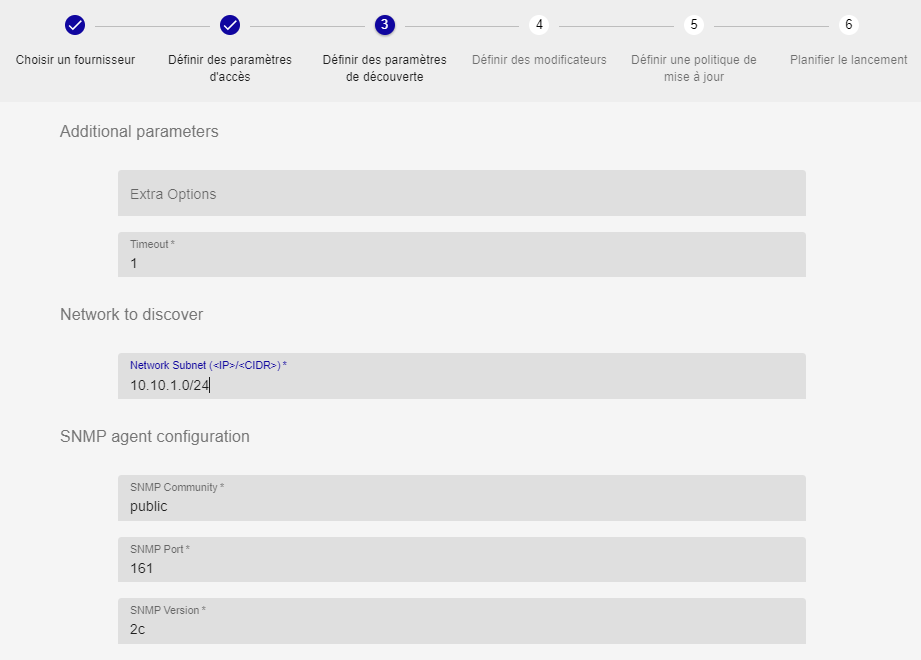 3
4
5
6
Choisir un fournisseur
Définir des paramètres
d'accès
Définir des paramètres
de découverte
Définir des modificateurs
Définir une politique de
mise à jour
Planifier le lancement
Additional parameters
Extra Options
Timeout *
1
Network to discover
Network Subnet (<IP>/<CIDR>) *
10.10.1.0/24
SNMP agent configuration
SNMP Community *
public
SNMP Port *
161
SNMP Version *
2c